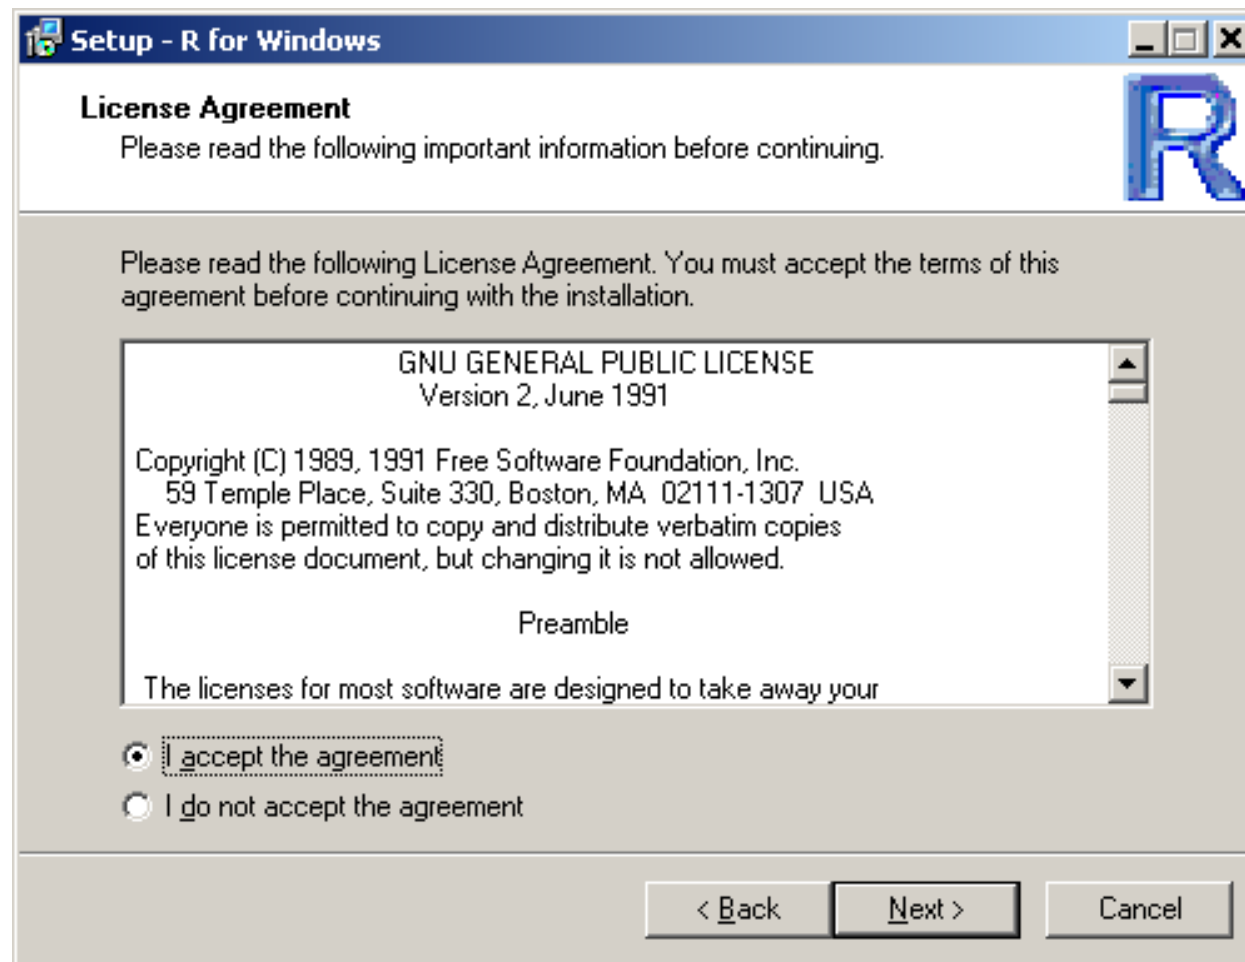 Setup - R for Windows
License Agreement
Please read the following important information before continuing.
R
Please read the following License Agreement. You must accept the terms of this
agreement before continuing with the installation.
GNU GENERAL PUBLIC LICENSE
Version 2, June 1991
Copyright (C) 1989, 1991 Free Software Foundation, Inc.
59 Temple Place, Suite 330, Boston, MA  02111-1307  USA
Everyone is permitted to copy and distribute verbatim copies
of this license document, but changing it is not allowed.
Preamble
The licenses for most software are designed to take away your
I accept the agreement
I do not accept the agreement
< Back
Next >
Cancel